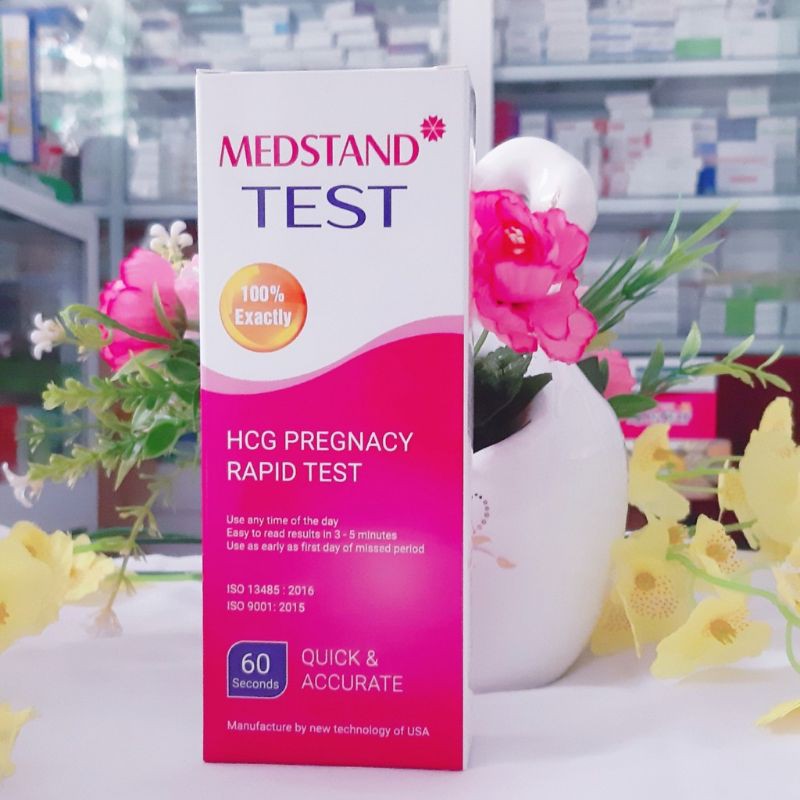 MEDSTAND
TEST
100%
Exactly
HCG PREGNACY
RAPID TEST
Use any time of the day
Easy to read results in 3 - 5 minutes
Use as early as first day of missed period
ISO 13485 : 2016
ISO 9001: 2015
60
Seconds
QUICK &
ACCURATE
Manufacture by new technology of USA